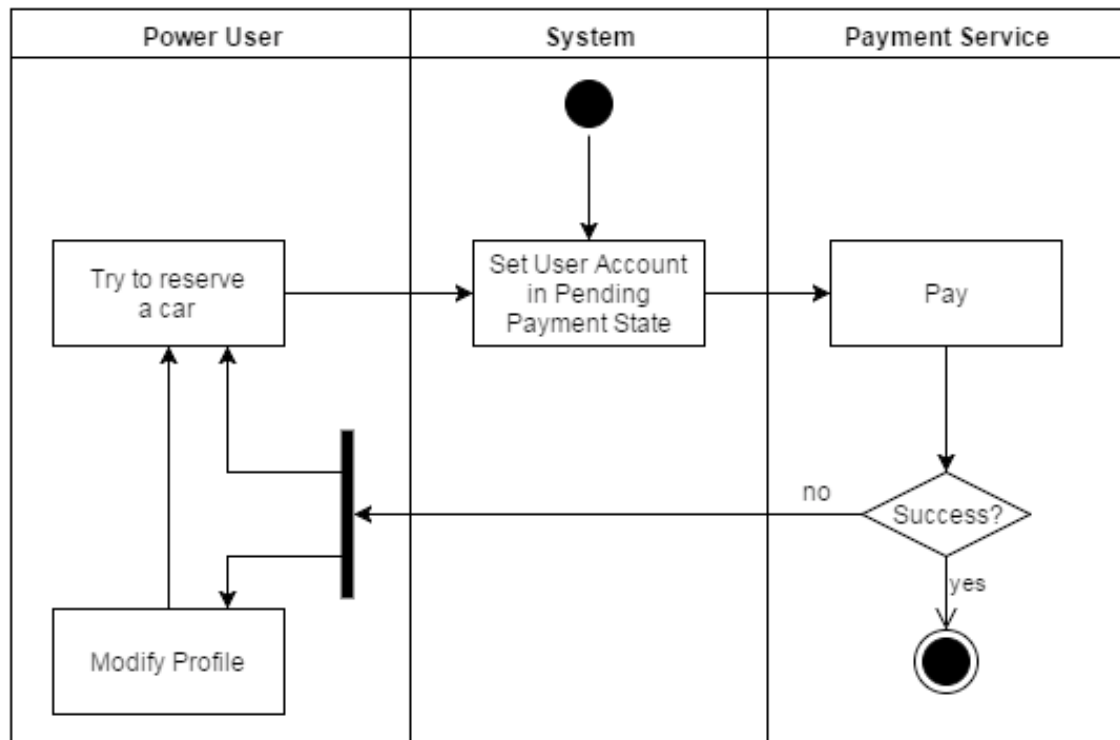 Power User
System
Payment Service
Try to reserve
a car
Set User Account
in Pending
Payment State
Pay
no
Success?
yes
Modify Profile